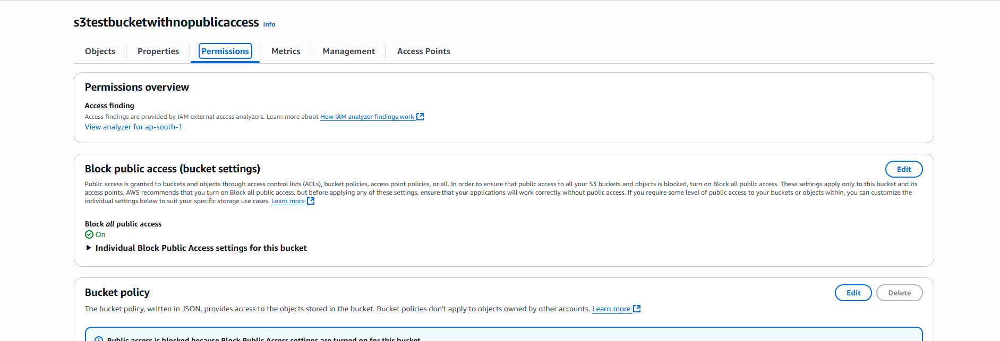 s3testbucketwithnopublicaccess Info
Objects Properties Permissions Metrics Management Access Points
Permissions overview
Access finding
Access findings are provided by IAM external access analyzers. Learn more about How IAM analyzer findings work
View analyzer for ap-south-1
Block public access (bucket settings) Edit
Public access is granted to buckets and objects through access control lists (ACLs), bucket policies, access point policies, or all. In order to ensure that public access to all your S3 buckets and objects is blocked, turn on Block all public access. These settings apply only to this bucket and its
access points. AWS recommends that you turn on Block all public access, but before applying any of these settings, ensure that your applications will work correctly without public access. If you require some level of public access to your buckets or objects within, you can customize the
individual settings below to suit your specific storage use cases. Learn more
Block all public access
On
Individual Block Public Access settings for this bucket
Bucket policy Edit Delete
The bucket policy, written in JSON, provides access to the objects stored in the bucket. Bucket policies don't apply to objects owned by other accounts. Learn more
Public access is blocked because Block Public Access settings are turned on for this bucket